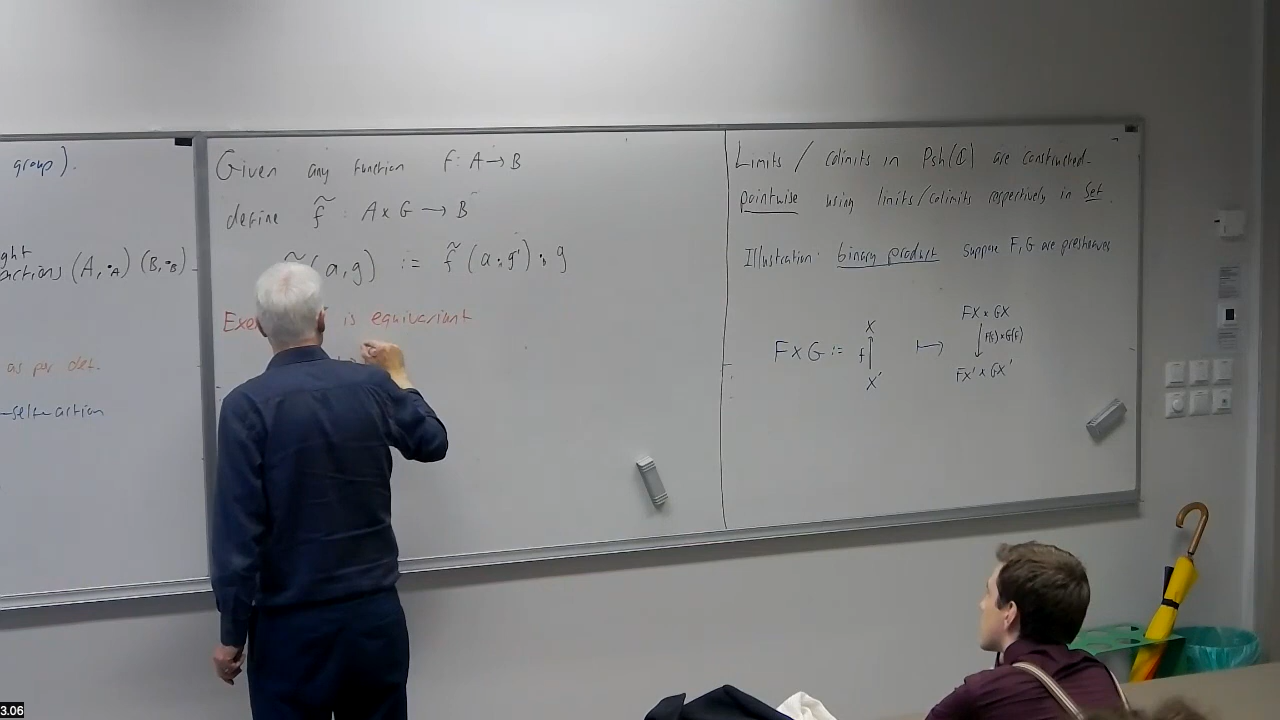 group).
ght
actions (A, •A) (B, •B)
as per def.
-self-action
Given any function f: A → B
define f̃ : A × G → B
(a, g) := f̃ (a · g⁻¹) · g
is equivariant
Limits / colimits in Psh(ℂ) are constructed
pointwise using limits/colimits respectively in Set.
Illustration: binary product suppose F, G are presheaves
F × G := X f X' ↦ FX × GX F(f) × G(f) FX' × GX'
3.06